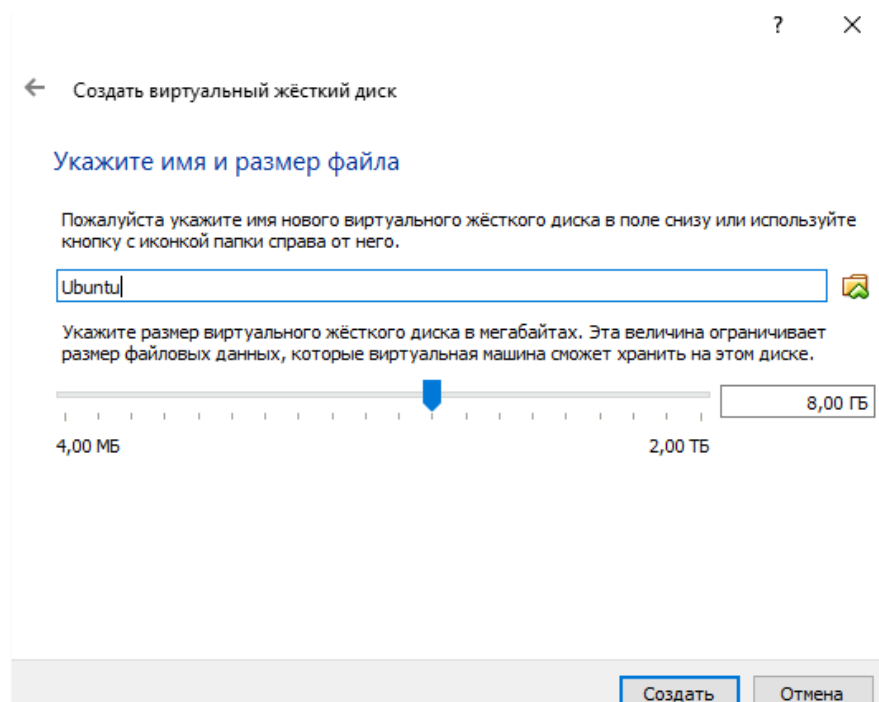 ?
Создать виртуальный жёсткий диск
Укажите имя и размер файла
Пожалуйста укажите имя нового виртуального жёсткого диска в поле снизу или используйте
кнопку с иконкой папки справа от него.
Ubuntu
Укажите размер виртуального жёсткого диска в мегабайтах. Эта величина ограничивает
размер файловых данных, которые виртуальная машина сможет хранить на этом диске.
8,00 ГБ
4,00 МБ 2,00 ТБ
Создать Отмена